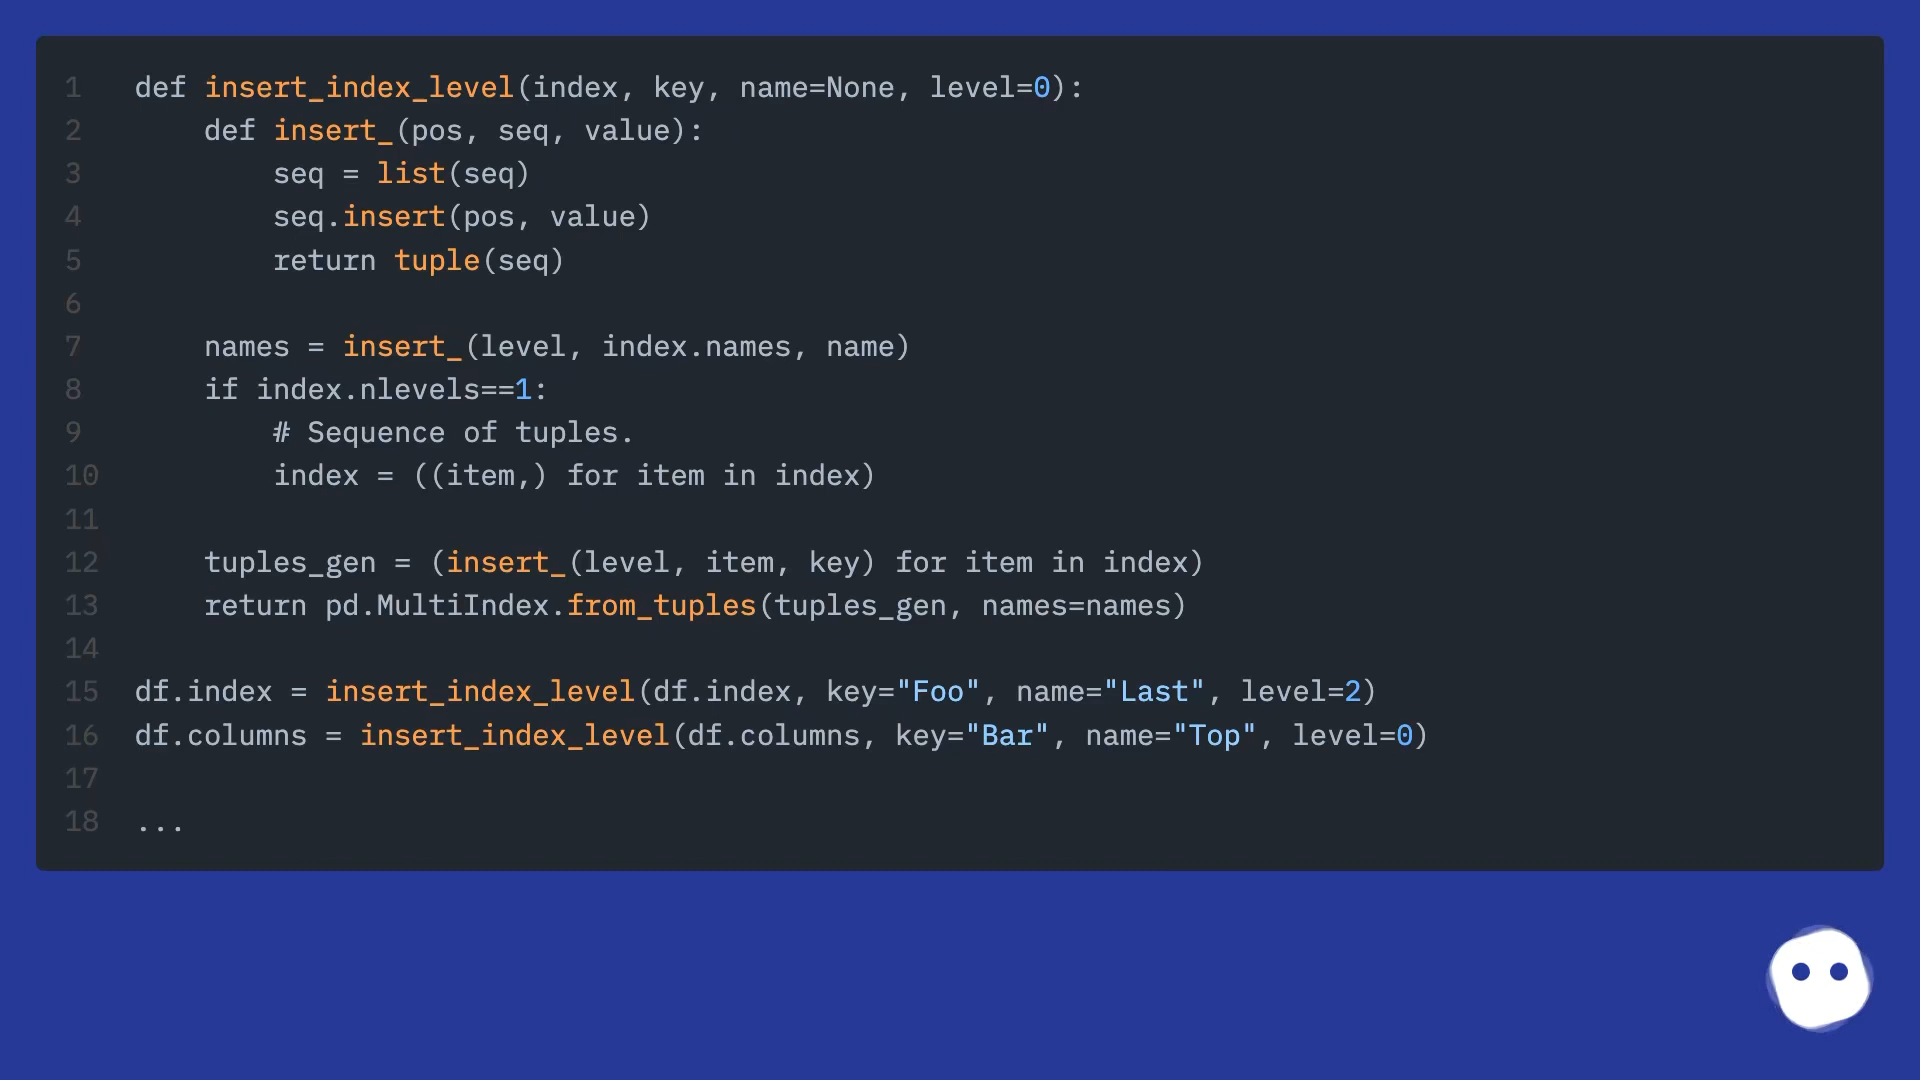 1 def insert_index_level(index, key, name=None, level=0):
2     def insert_(pos, seq, value):
3         seq = list(seq)
4         seq.insert(pos, value)
5         return tuple(seq)
6
7     names = insert_(level, index.names, name)
8     if index.nlevels==1:
9         # Sequence of tuples.
10         index = ((item,) for item in index)
11
12     tuples_gen = (insert_(level, item, key) for item in index)
13     return pd.MultiIndex.from_tuples(tuples_gen, names=names)
14
15 df.index = insert_index_level(df.index, key="Foo", name="Last", level=2)
16 df.columns = insert_index_level(df.columns, key="Bar", name="Top", level=0)
17
18 ...